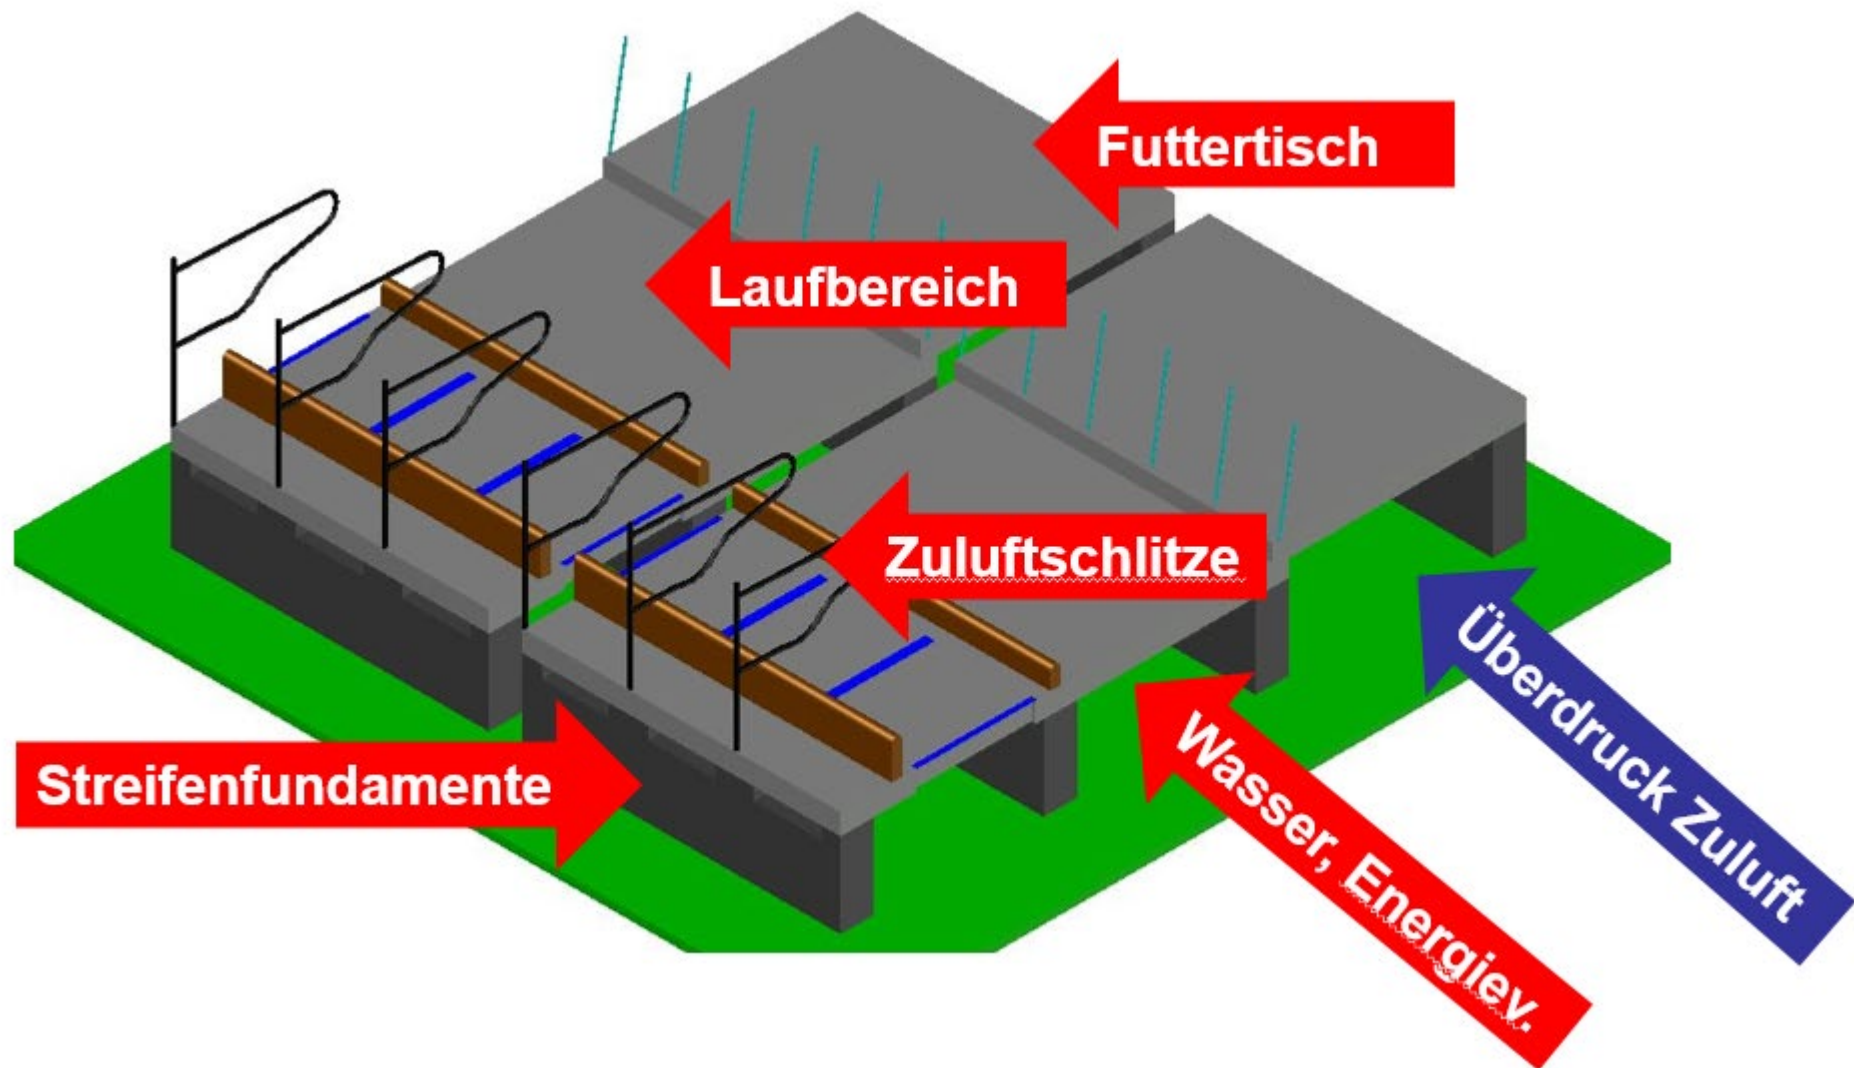 Futtertisch
Laufbereich
Zuluftschlitze
Streifenfundamente
Wasser, Energiev.
Überdruck Zuluft